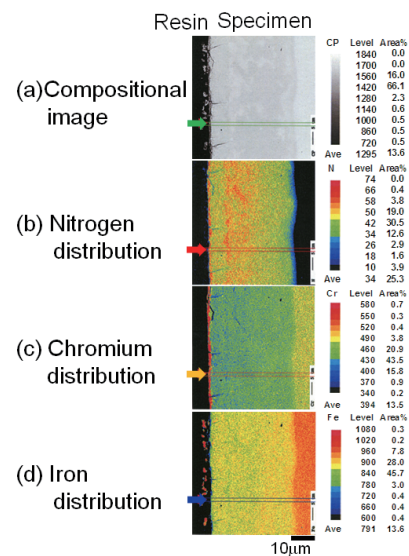 Resin Specimen
(a)Compositional
image
CP Level Area%
1840 0.0
1700 0.0
1560 16.0
1420 66.1
1280 2.3
1140 0.6
1000 0.5
860 0.5
720 0.5
Ave 1295 13.6
(b) Nitrogen
distribution
N Level Area%
74 0.0
66 0.4
58 3.8
50 19.0
42 30.5
34 12.6
26 2.9
18 1.6
10 3.9
Ave 34 25.3
(c) Chromium
distribution
Cr Level Area%
580 0.7
550 0.3
520 0.4
490 3.8
460 20.9
430 43.5
400 15.8
370 0.9
340 0.2
Ave 394 13.5
(d) Iron
distribution
Fe Level Area%
1080 0.3
1020 0.2
960 7.8
900 28.0
840 45.7
780 3.0
720 0.4
660 0.4
600 0.4
Ave 791 13.6
10μm